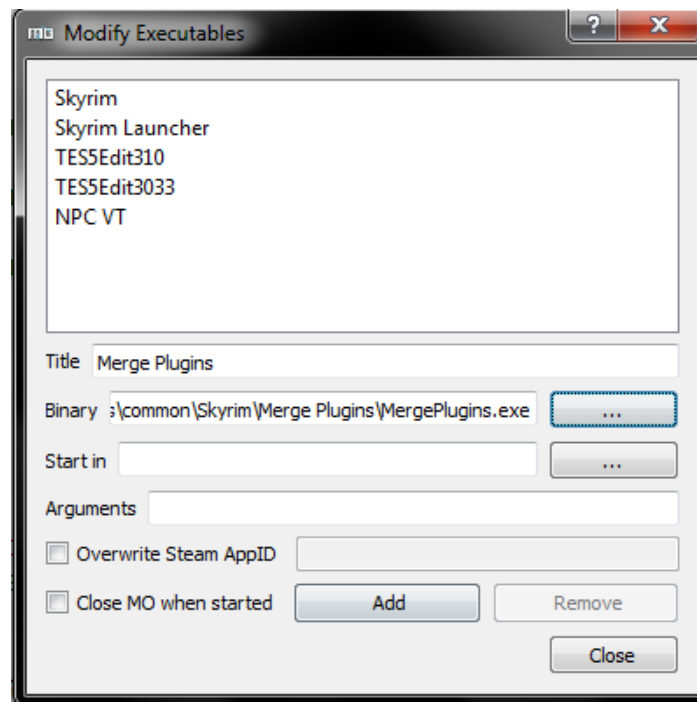 Modify Executables
Skyrim
Skyrim Launcher
TES5Edit310
TES5Edit3033
NPC VT
Title Merge Plugins
Binary s\common\Skyrim\Merge Plugins\MergePlugins.exe ...
Start in ...
Arguments
Overwrite Steam AppID
Close MO when started Add Remove
Close